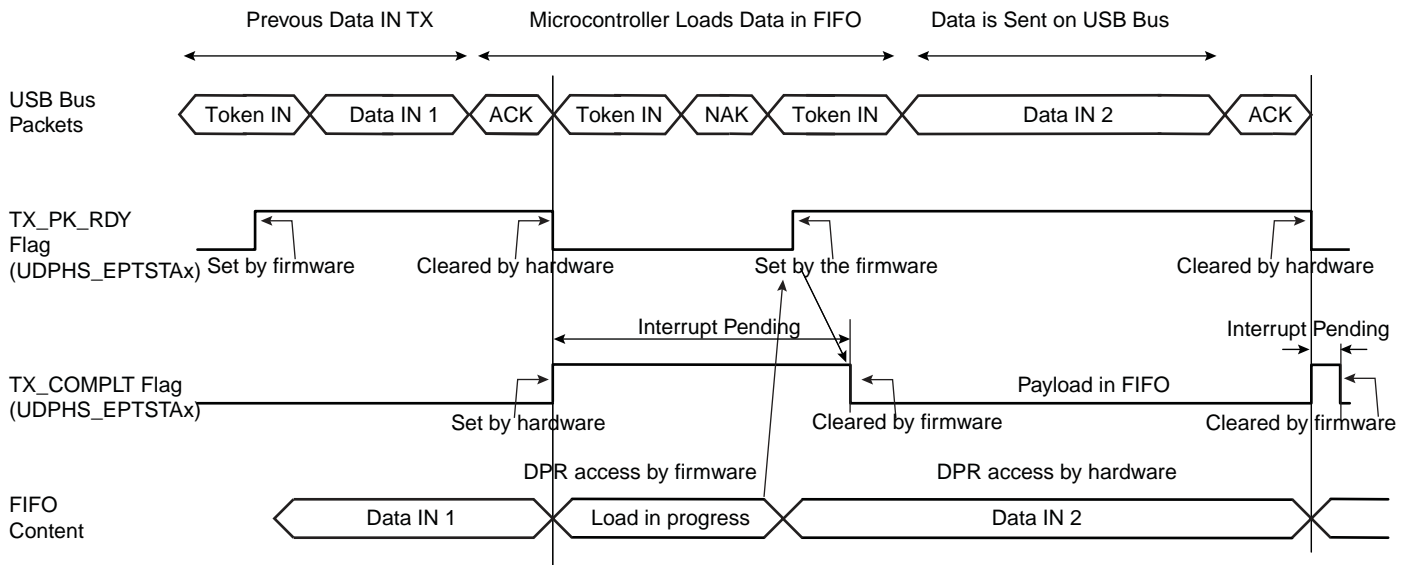 Prevous Data IN TX
Microcontroller Loads Data in FIFO
Data is Sent on USB Bus
USB Bus
Packets
Token IN
Data IN 1
ACK
Token IN
NAK
Token IN
Data IN 2
ACK
TX_PK_RDY
Flag
(UDPHS_EPTSTAx)
Set by firmware
Cleared by hardware
Set by the firmware
Cleared by hardware
Interrupt Pending
Interrupt Pending
TX_COMPLT Flag
(UDPHS_EPTSTAx)
Payload in FIFO
Set by hardware
Cleared by firmware
Cleared by firmware
DPR access by firmware
DPR access by hardware
FIFO
Content
Data IN 1
Load in progress
Data IN 2